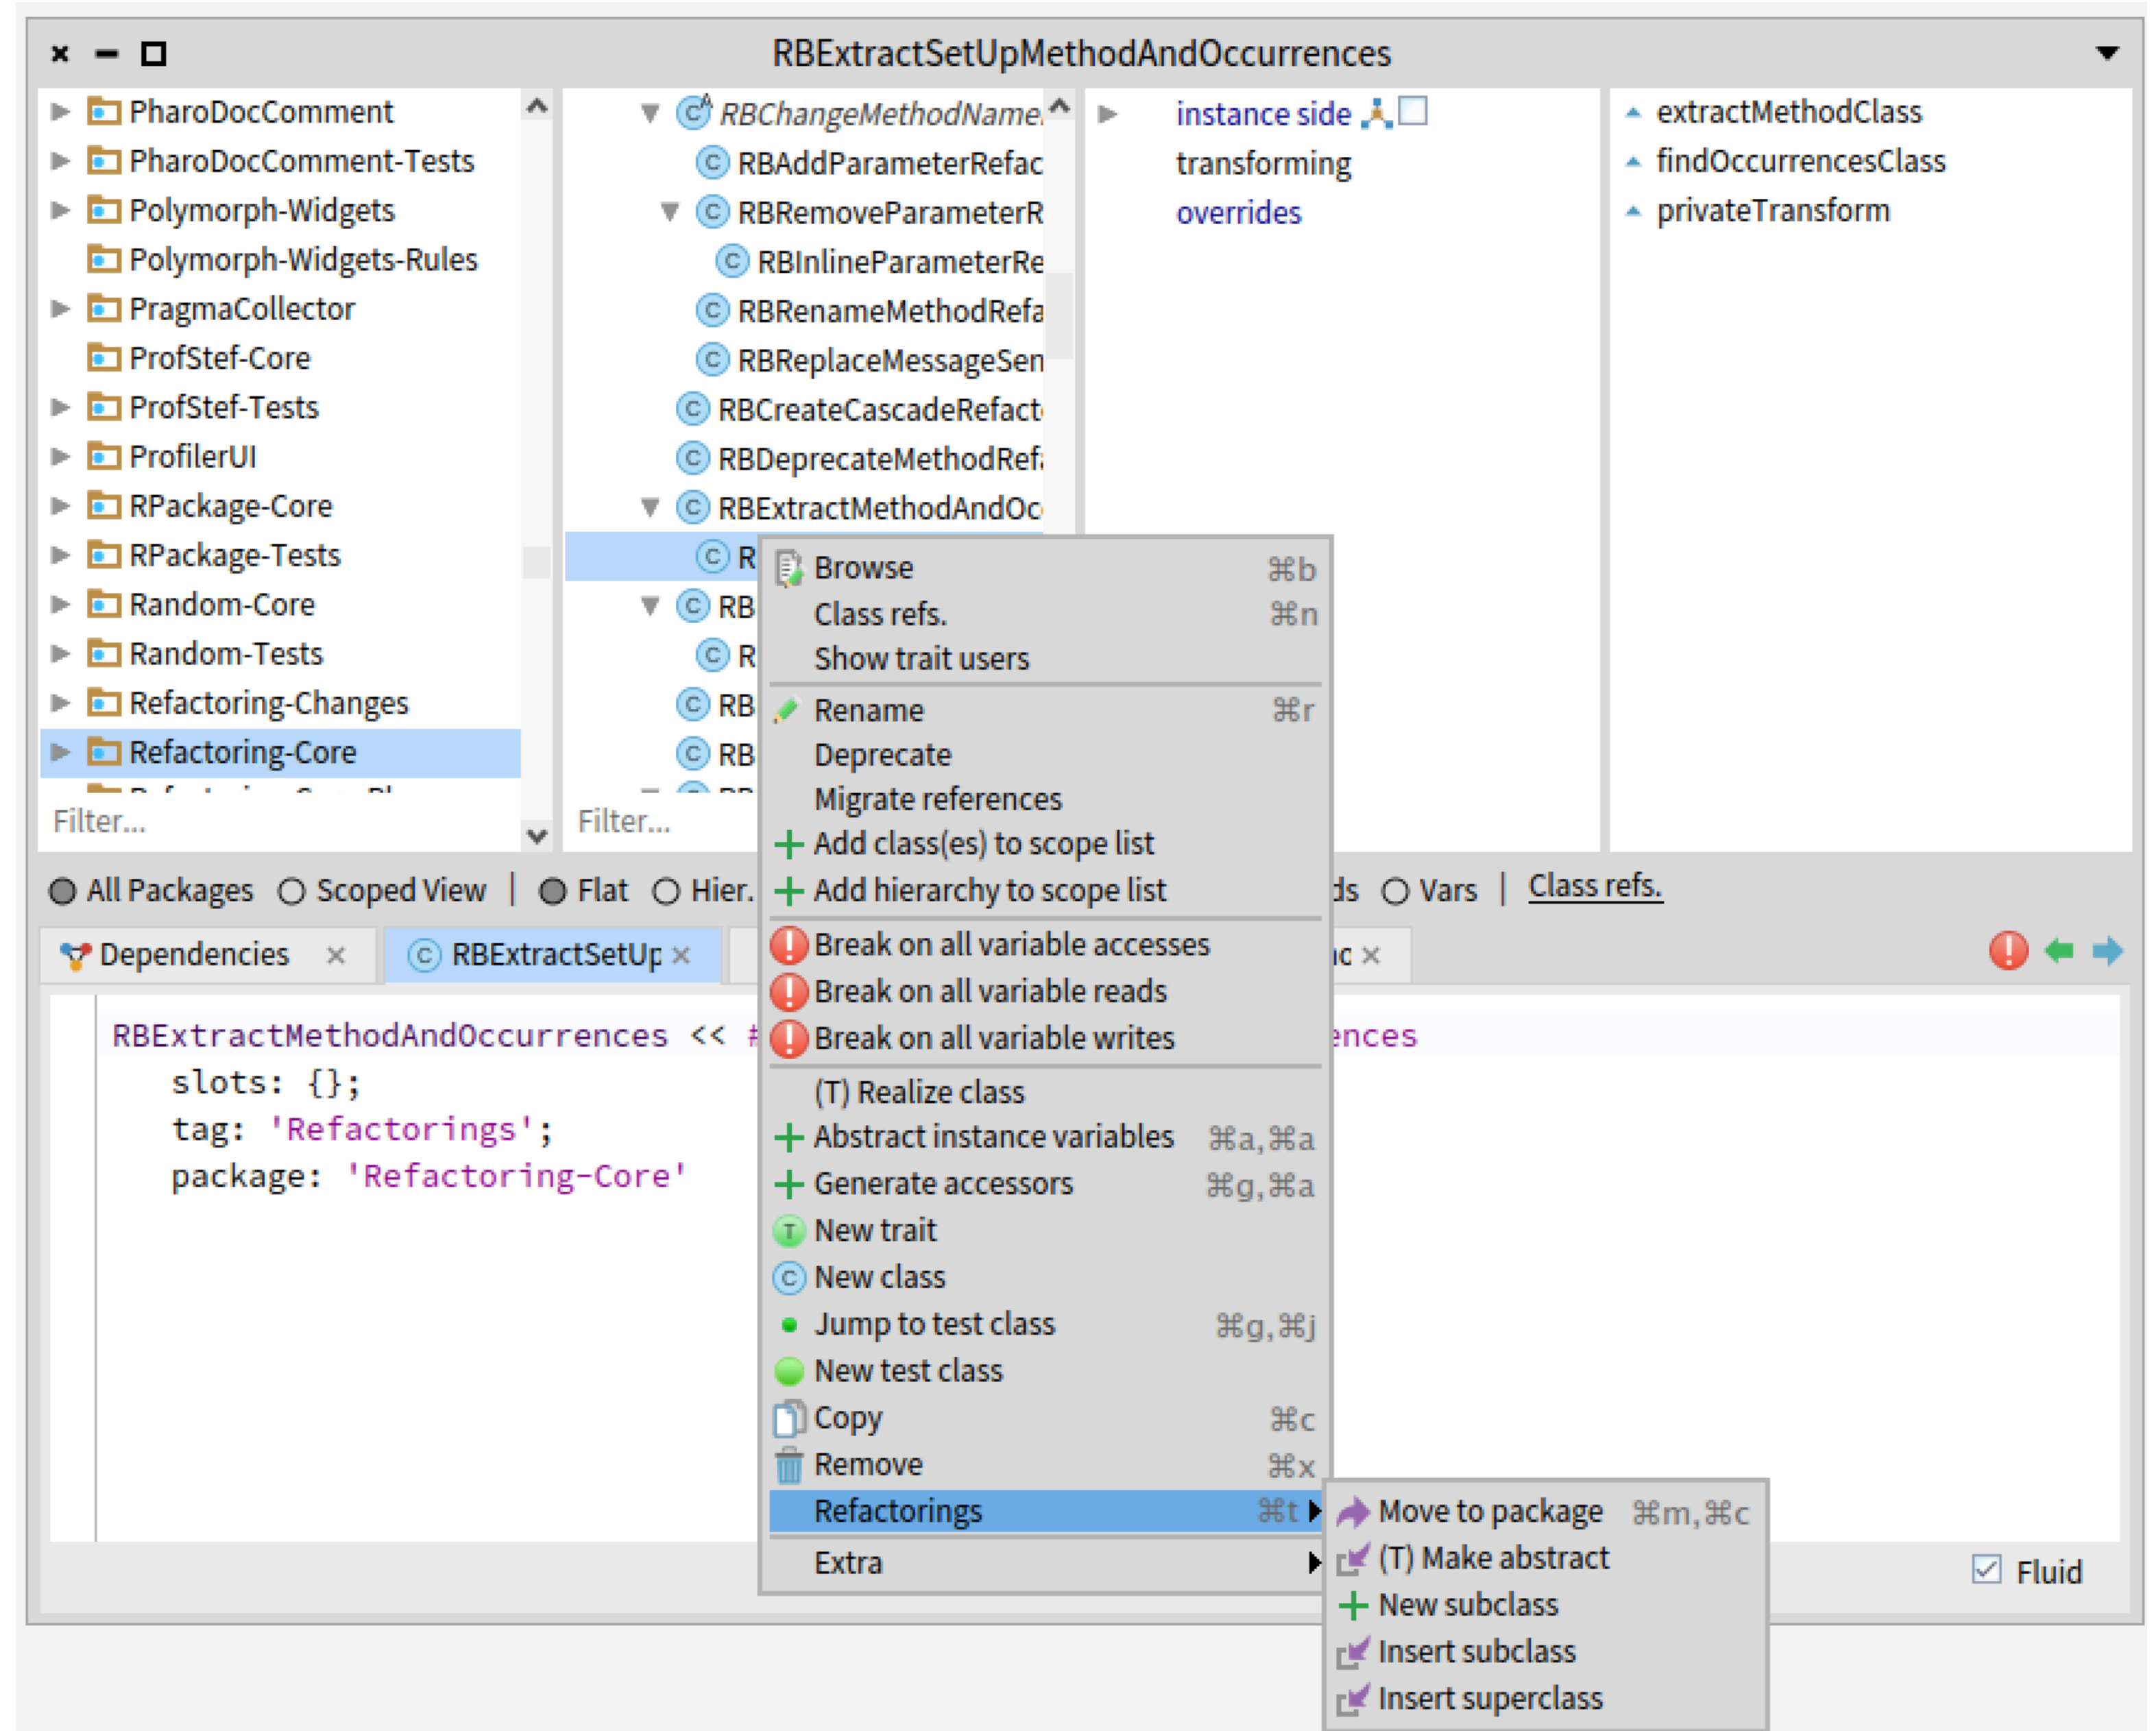 RBExtractSetUpMethodAndOccurrences
PharoDocComment
PharoDocComment-Tests
Polymorph-Widgets
Polymorph-Widgets-Rules
PragmaCollector
ProfStef-Core
ProfStef-Tests
ProfilerUI
RPackage-Core
RPackage-Tests
Random-Core
Random-Tests
Refactoring-Changes
Refactoring-Core
Filter...
RBChangeMethodName
RBAddParameterRefac
RBRemoveParameterR
RBInlineParameterRe
RBRenameMethodRefa
RBReplaceMessageSen
RBCreateCascadeRefact
RBDeprecateMethodRef
RBExtractMethodAndOc
R
RB
R
RB
RB
Filter...
instance side
transforming
overrides
extractMethodClass
findOccurrencesClass
privateTransform
All Packages Scoped View | Flat Hier. ds Vars | Class refs.
Dependencies × RBExtractSetUp × ac ×
RBExtractMethodAndOccurrences << # ences
slots: {};
tag: 'Refactorings';
package: 'Refactoring-Core'
Fluid
Browse ⌘b
Class refs. ⌘n
Show trait users
Rename ⌘r
Deprecate
Migrate references
Add class(es) to scope list
Add hierarchy to scope list
Break on all variable accesses
Break on all variable reads
Break on all variable writes
(T) Realize class
Abstract instance variables ⌘a,⌘a
Generate accessors ⌘g,⌘a
New trait
New class
Jump to test class ⌘g,⌘j
New test class
Copy ⌘c
Remove ⌘x
Refactorings ⌘t
Extra
Move to package ⌘m,⌘c
(T) Make abstract
New subclass
Insert subclass
Insert superclass